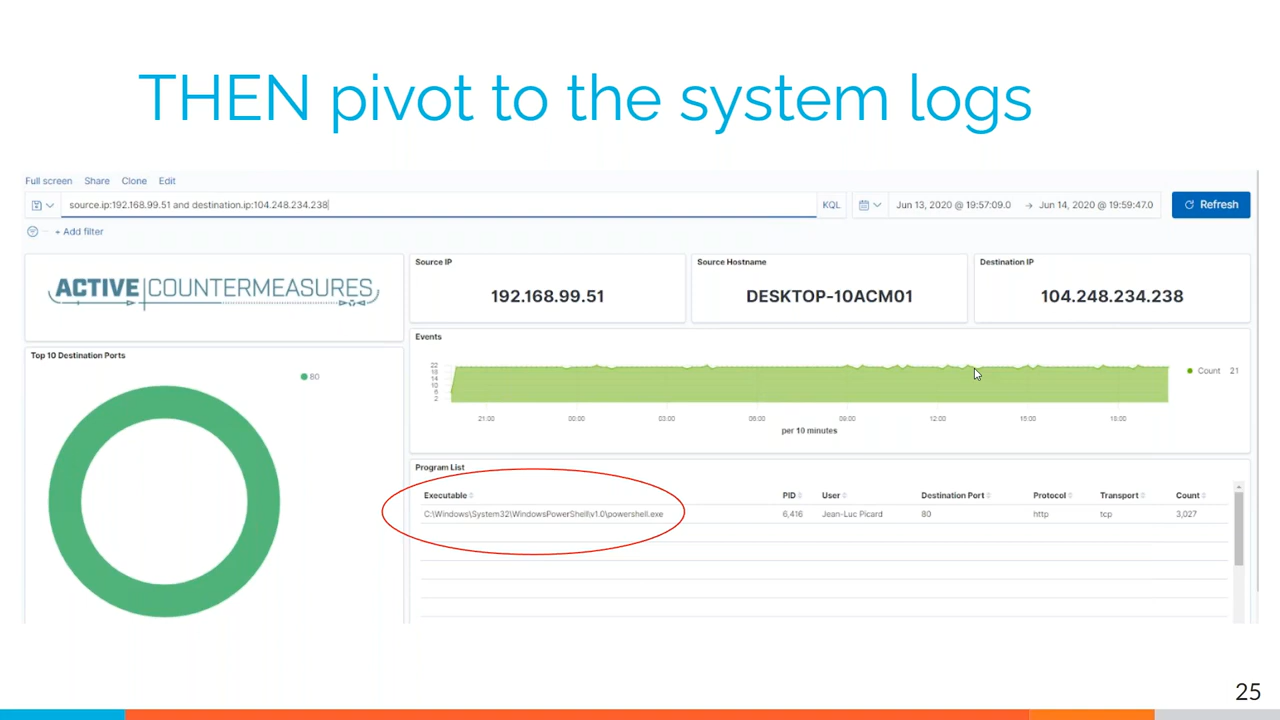 THEN pivot to the system logs
Full screen Share Clone Edit
source.ip:192.168.99.51 and destination.ip:104.248.234.238 KQL Jun 13, 2020 @ 19:57:09.0 → Jun 14, 2020 @ 19:59:47.0 Refresh
+ Add filter
ACTIVE COUNTERMEASURES
Source IP
192.168.99.51
Source Hostname
DESKTOP-10ACM01
Destination IP
104.248.234.238
Top 10 Destination Ports
80
Events
22
18
14
10
6
2
21:00 00:00 03:00 06:00 09:00 12:00 15:00 18:00
per 10 minutes
Count 21
Program List
Executable PID User Destination Port Protocol Transport Count
C:\Windows\System32\WindowsPowerShell\v1.0\powershell.exe 6,416 Jean-Luc Picard 80 http tcp 3,027
25